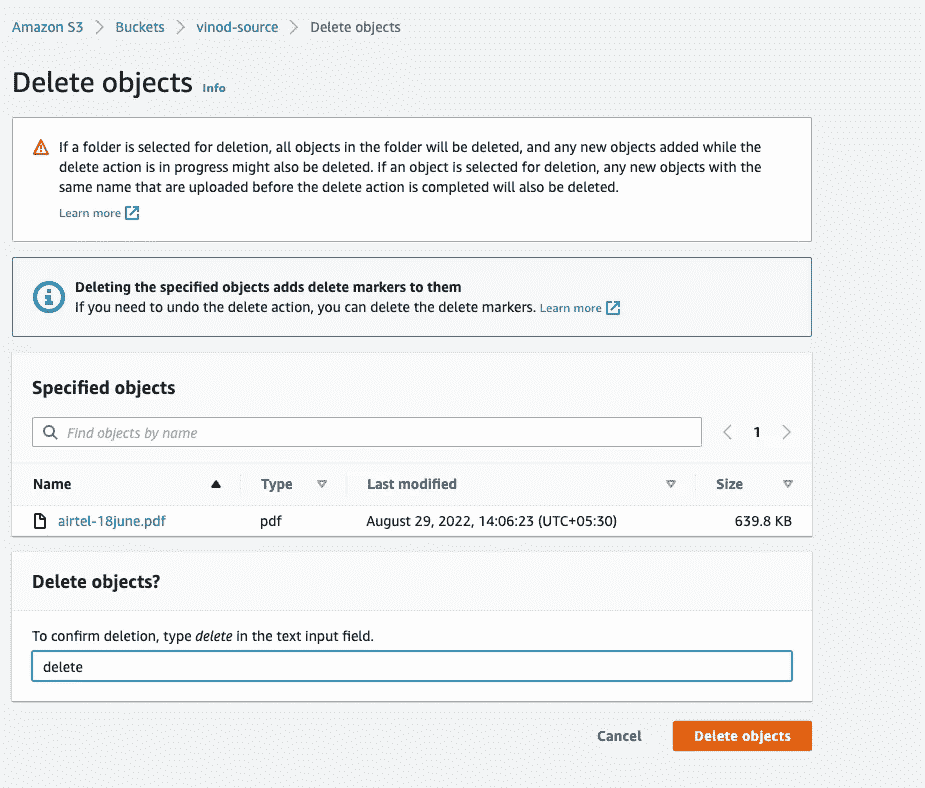 Amazon S3 > Buckets > vinod-source > Delete objects
Delete objects Info
If a folder is selected for deletion, all objects in the folder will be deleted, and any new objects added while the
delete action is in progress might also be deleted. If an object is selected for deletion, any new objects with the
same name that are uploaded before the delete action is completed will also be deleted.
Learn more
Deleting the specified objects adds delete markers to them
If you need to undo the delete action, you can delete the delete markers. Learn more
Specified objects
Find objects by name
1
Name Type Last modified Size
airtel-18june.pdf pdf August 29, 2022, 14:06:23 (UTC+05:30) 639.8 KB
Delete objects?
To confirm deletion, type delete in the text input field.
delete
Cancel Delete objects